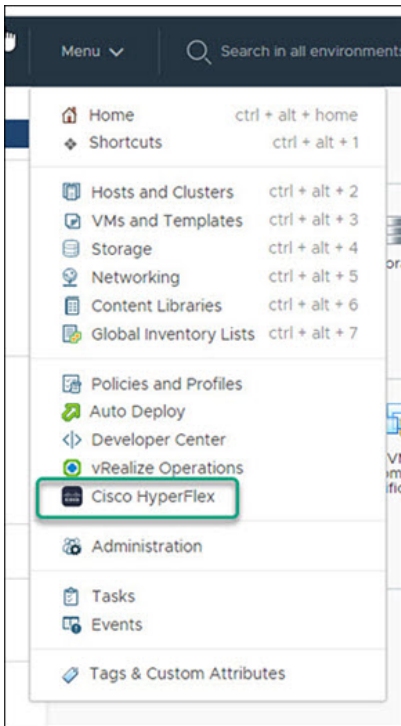 Menu
Search in all environments
Home ctrl + alt + home
Shortcuts ctrl + alt + 1
Hosts and Clusters ctrl + alt + 2
VMs and Templates ctrl + alt + 3
Storage ctrl + alt + 4
Networking ctrl + alt + 5
Content Libraries ctrl + alt + 6
Global Inventory Lists ctrl + alt + 7
Policies and Profiles
Auto Deploy
Developer Center
vRealize Operations
Cisco HyperFlex
Administration
Tasks
Events
Tags & Custom Attributes